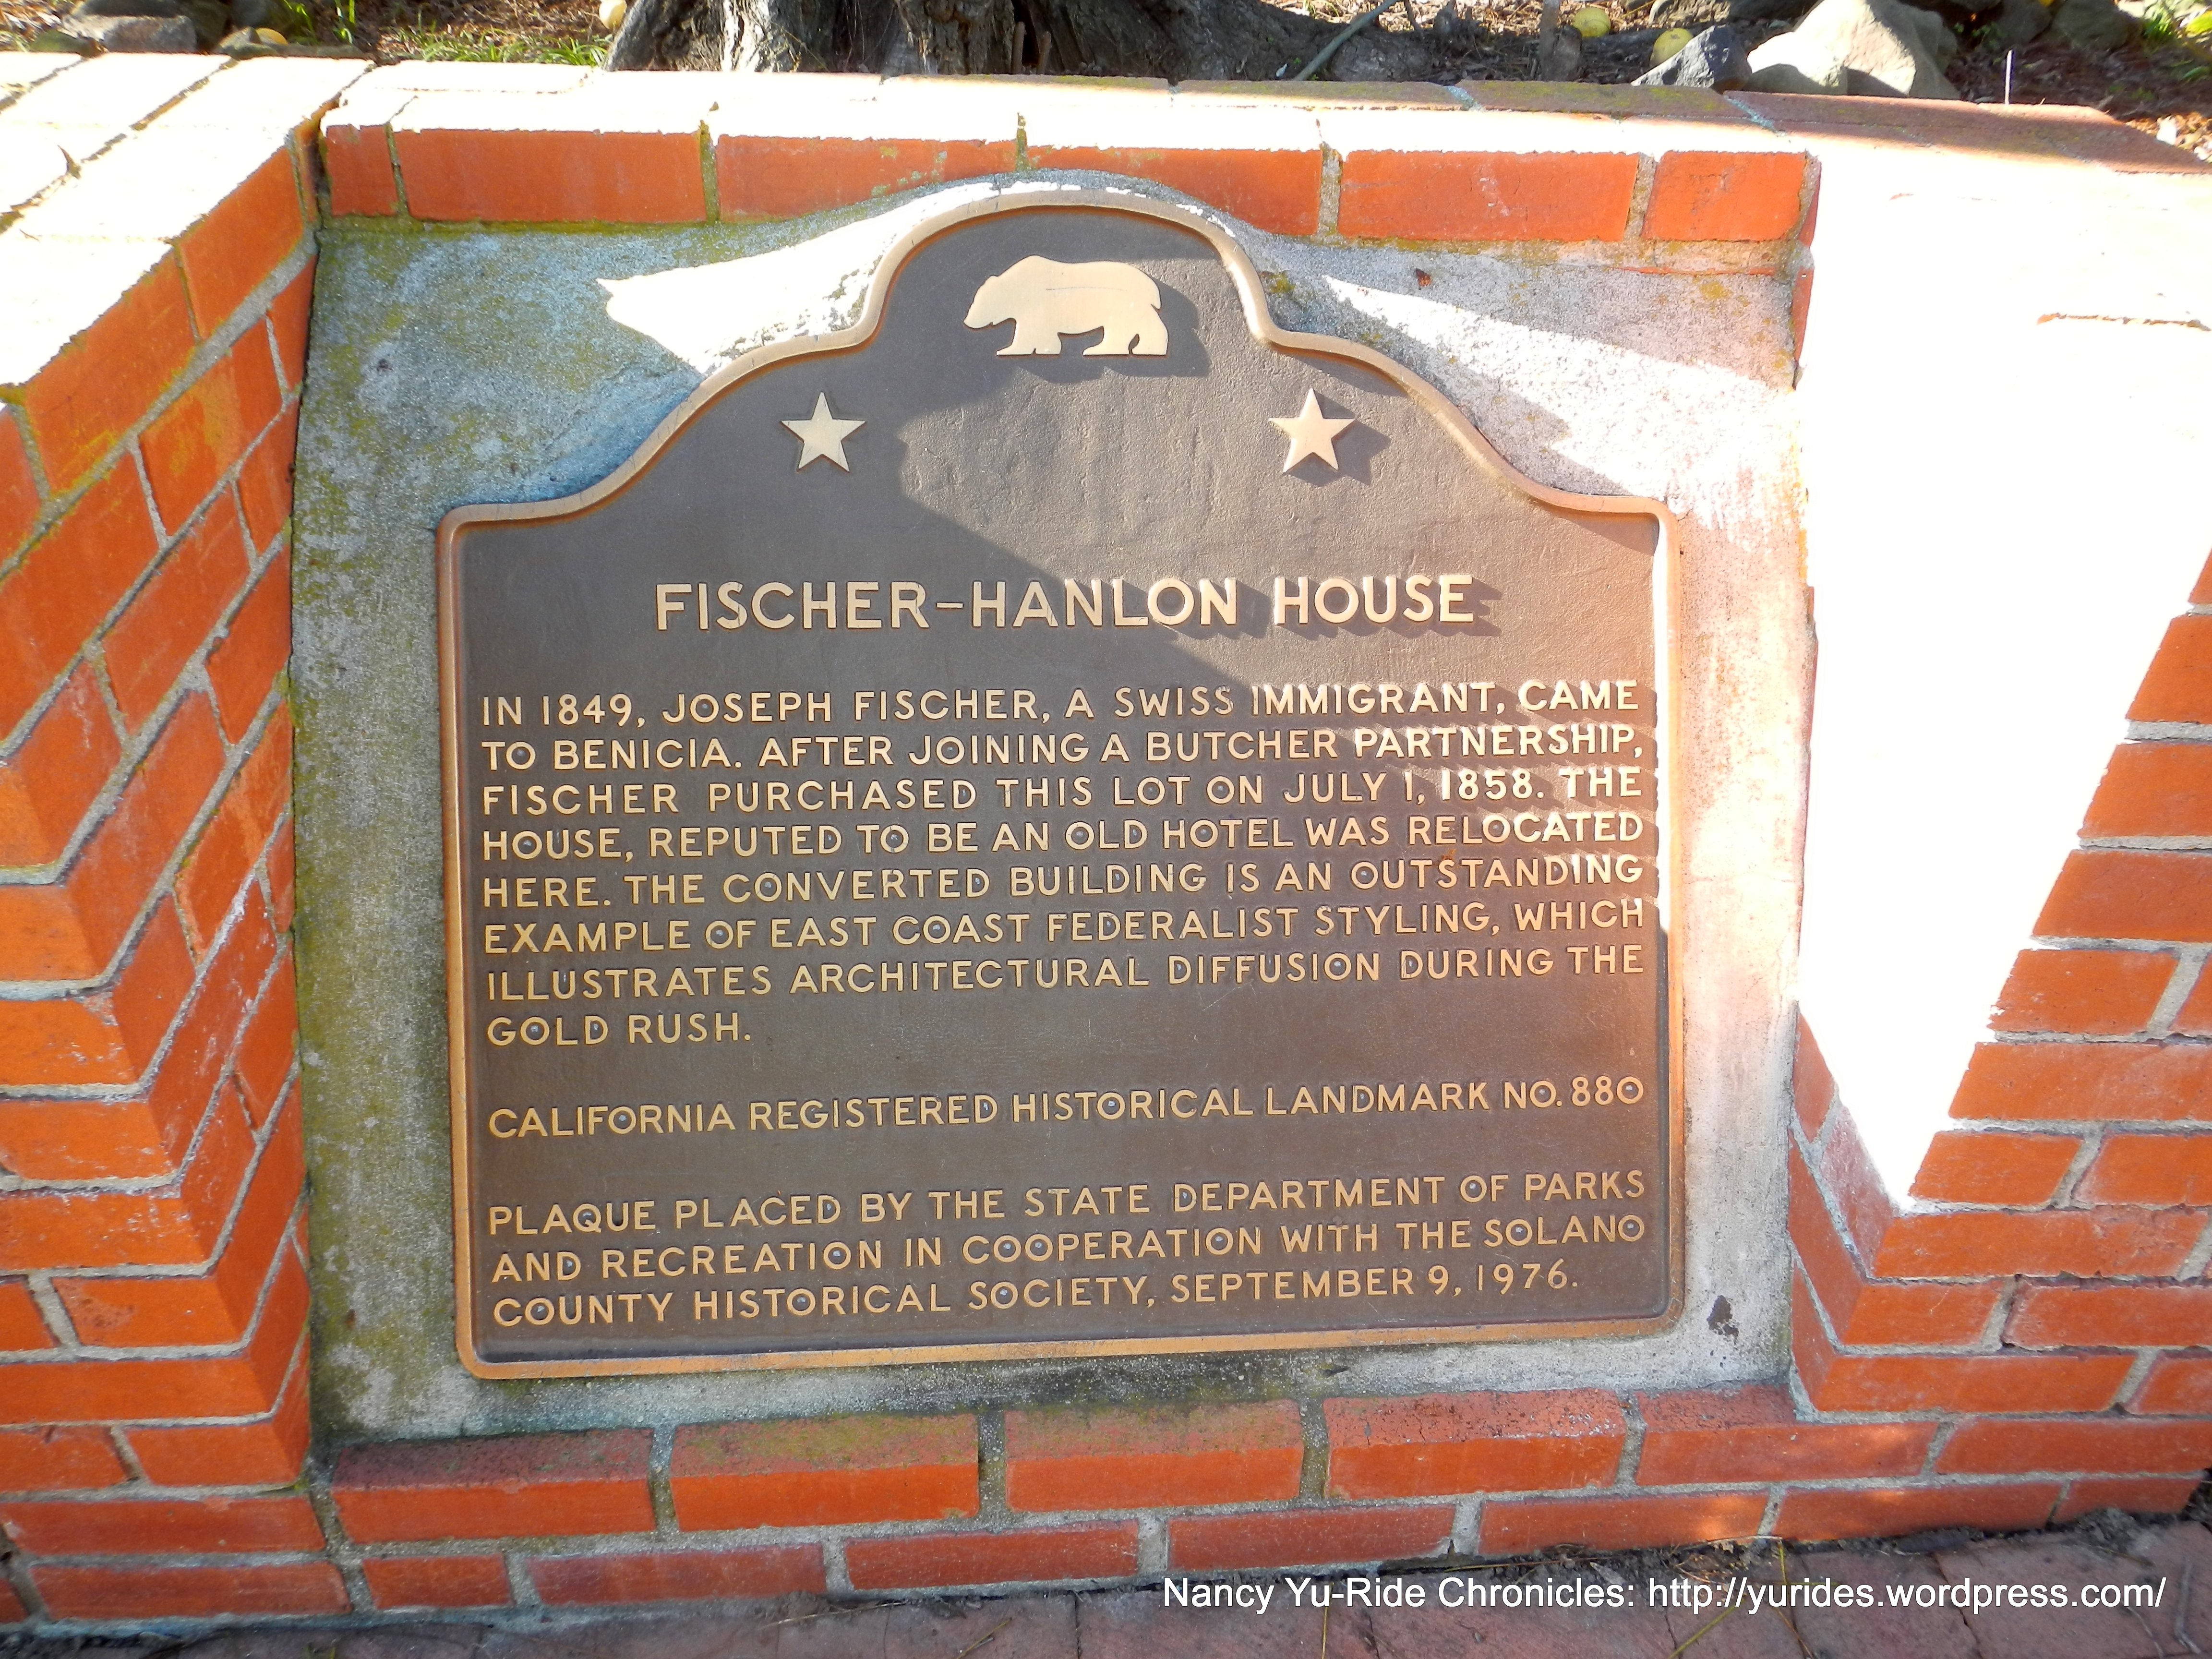 FISCHER-HANLON HOUSE
IN 1849, JOSEPH FISCHER, A SWISS IMMIGRANT, CAME
TO BENICIA. AFTER JOINING A BUTCHER PARTNERSHIP,
FISCHER PURCHASED THIS LOT ON JULY 1, 1858. THE
HOUSE, REPUTED TO BE AN OLD HOTEL WAS RELOCATED
HERE. THE CONVERTED BUILDING IS AN OUTSTANDING
EXAMPLE OF EAST COAST FEDERALIST STYLING, WHICH
ILLUSTRATES ARCHITECTURAL DIFFUSION DURING THE
GOLD RUSH.
CALIFORNIA REGISTERED HISTORICAL LANDMARK NO. 880
PLAQUE PLACED BY THE STATE DEPARTMENT OF PARKS
AND RECREATION IN COOPERATION WITH THE SOLANO
COUNTY HISTORICAL SOCIETY, SEPTEMBER 9, 1976.
Nancy Yu-Ride Chronicles: http://yurides.wordpress.com/